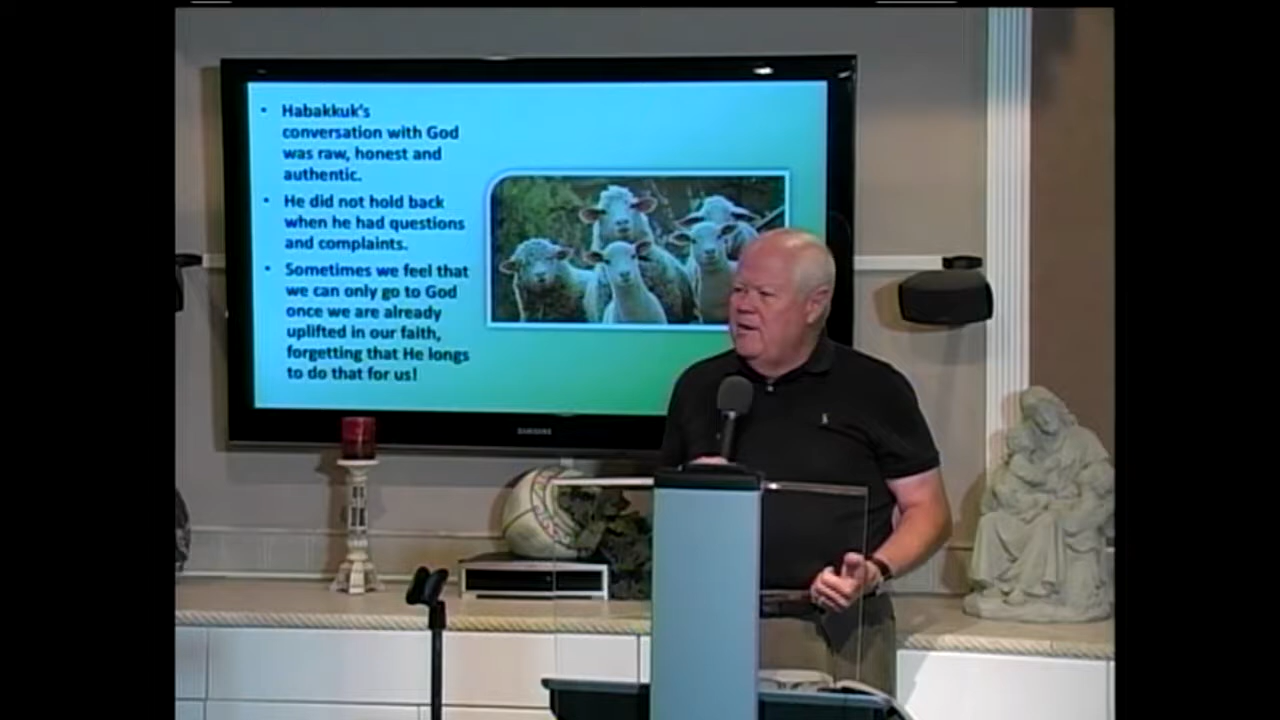 • Habakkuk's
conversation with God
was raw, honest and
authentic.
• He did not hold back
when he had questions
and complaints.
• Sometimes we feel that
we can only go to God
once we are already
uplifted in our faith,
forgetting that He longs
to do that for us!
SAMSUNG